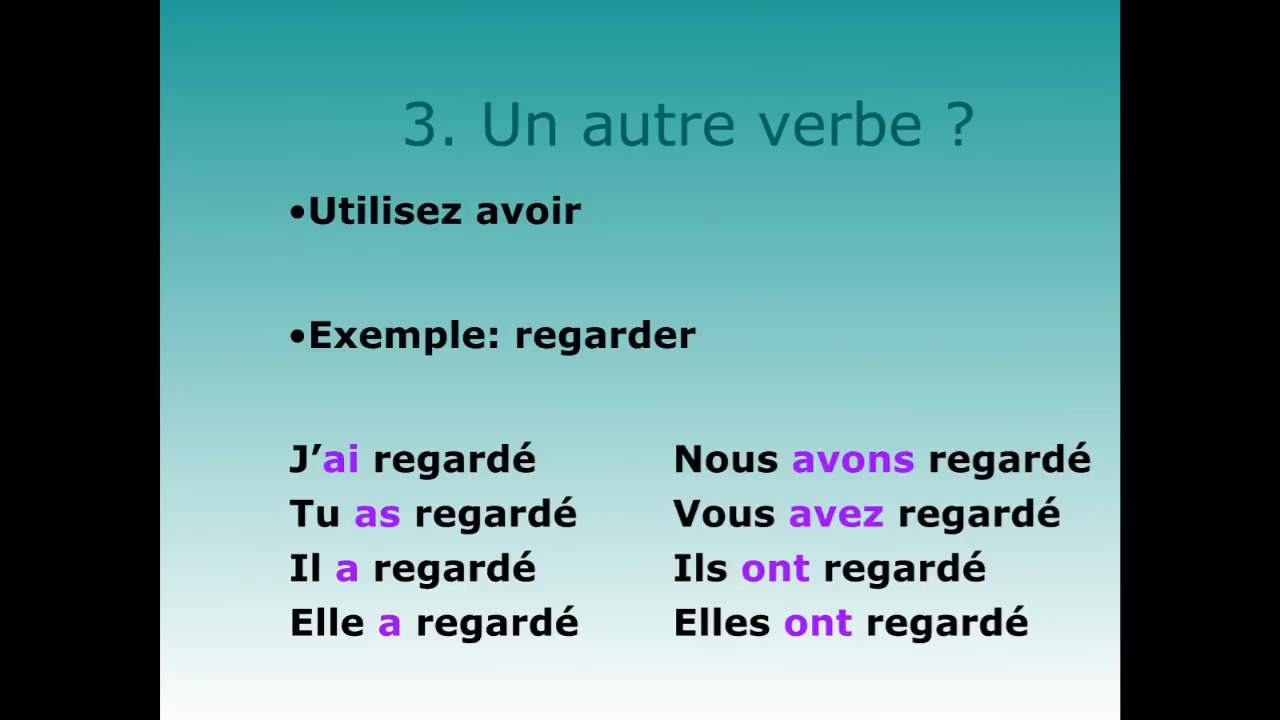 3. Un autre verbe ?
•Utilisez avoir
•Exemple: regarder
J’ai regardé
Tu as regardé
Il a regardé
Elle a regardé
Nous avons regardé
Vous avez regardé
Ils ont regardé
Elles ont regardé